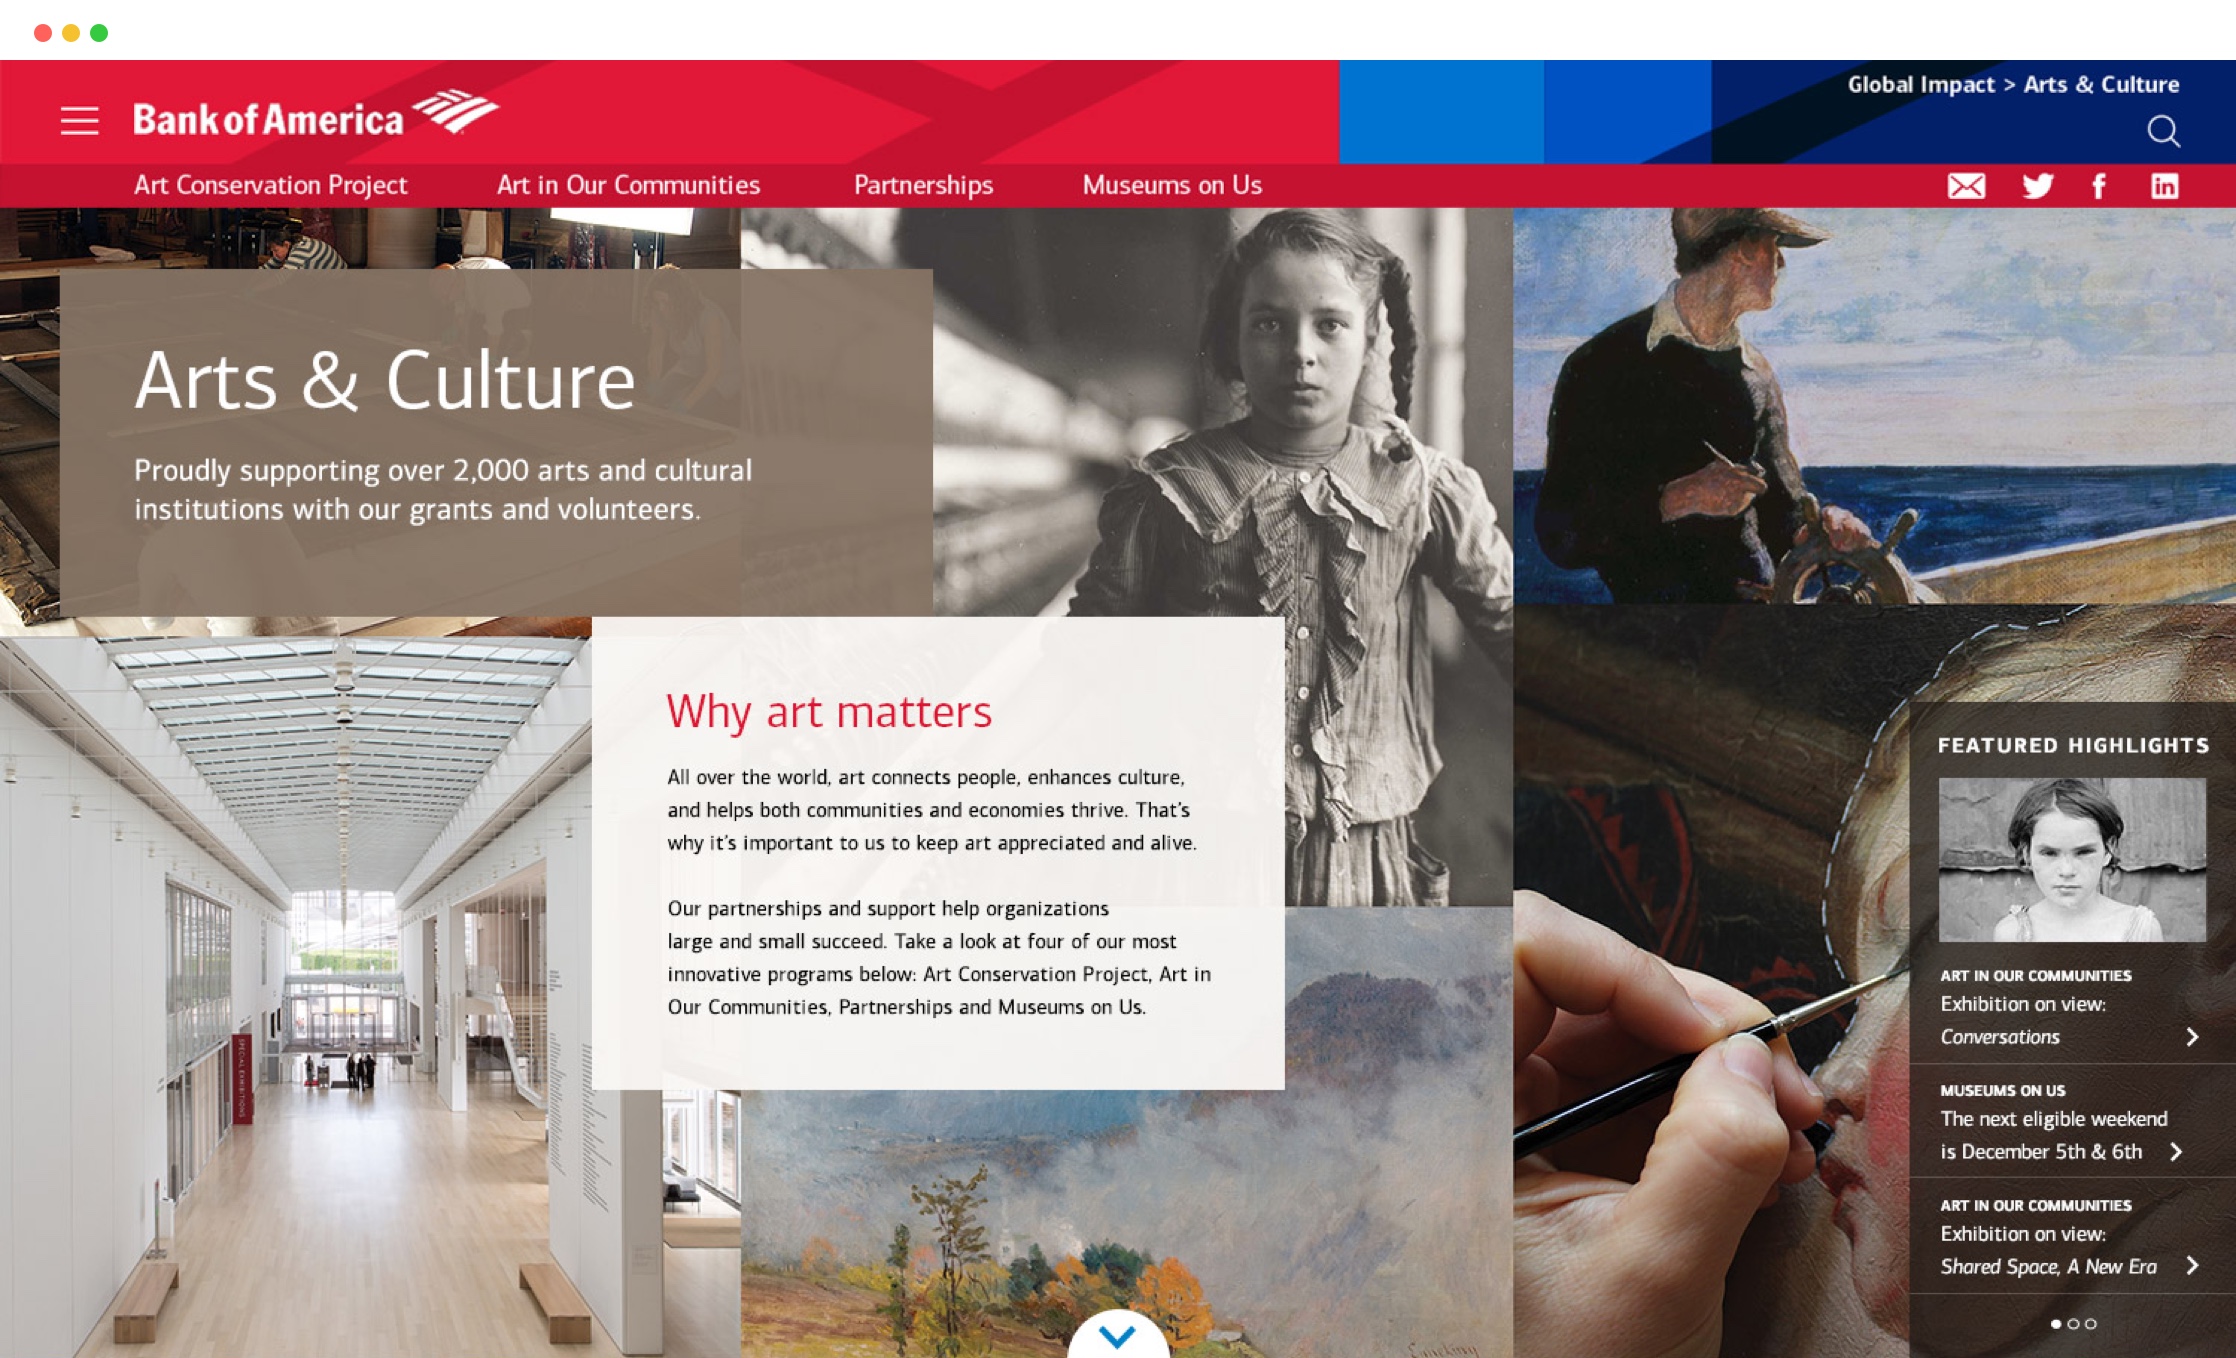 Global Impact > Arts & Culture
Bank of America
Art Conservation Project
Art in Our Communities
Partnerships
Museums on Us
Arts & Culture
Proudly supporting over 2,000 arts and cultural
institutions with our grants and volunteers.
Why art matters
All over the world, art connects people, enhances culture,
and helps both communities and economies thrive. That's
why it's important to us to keep art appreciated and alive.
Our partnerships and support help organizations
large and small succeed. Take a look at four of our most
innovative programs below: Art Conservation Project, Art in
Our Communities, Partnerships and Museums on Us.
SPECIAL EXHIBITIONS
FEATURED HIGHLIGHTS
ART IN OUR COMMUNITIES
Exhibition on view:
Conversations
MUSEUMS ON US
The next eligible weekend
is December 5th & 6th
ART IN OUR COMMUNITIES
Exhibition on view:
Shared Space, A New Era